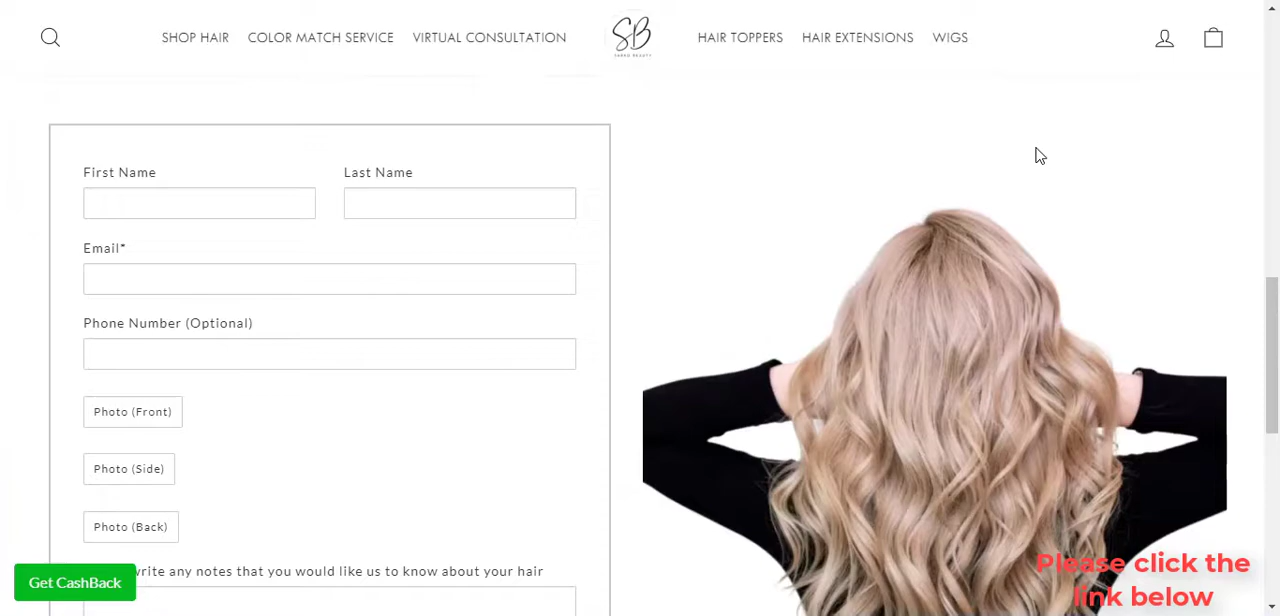 SHOP HAIR COLOR MATCH SERVICE VIRTUAL CONSULTATION SB HAIR TOPPERS HAIR EXTENSIONS WIGS
First Name Last Name
Email*
Phone Number (Optional)
Photo (Front)
Photo (Side)
Photo (Back)
write any notes that you would like us to know about your hair
Get CashBack
Please click the
link below